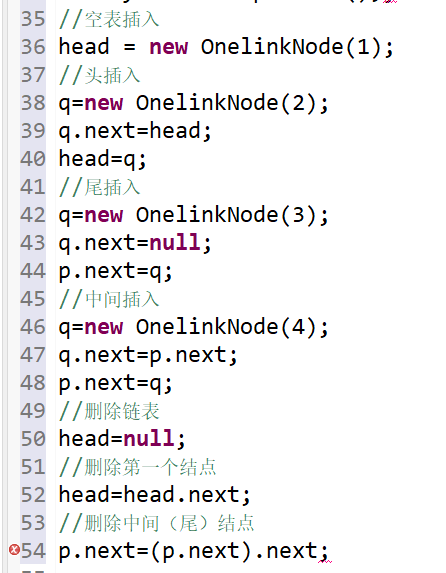 35 //空表插入
36 head = new OnelinkNode(1);
37 //头插入
38 q=new OnelinkNode(2);
39 q.next=head;
40 head=q;
41 //尾插入
42 q=new OnelinkNode(3);
43 q.next=null;
44 p.next=q;
45 //中间插入
46 q=new OnelinkNode(4);
47 q.next=p.next;
48 p.next=q;
49 //删除链表
50 head=null;
51 //删除第一个结点
52 head=head.next;
53 //删除中间（尾）结点
54 p.next=(p.next).next;